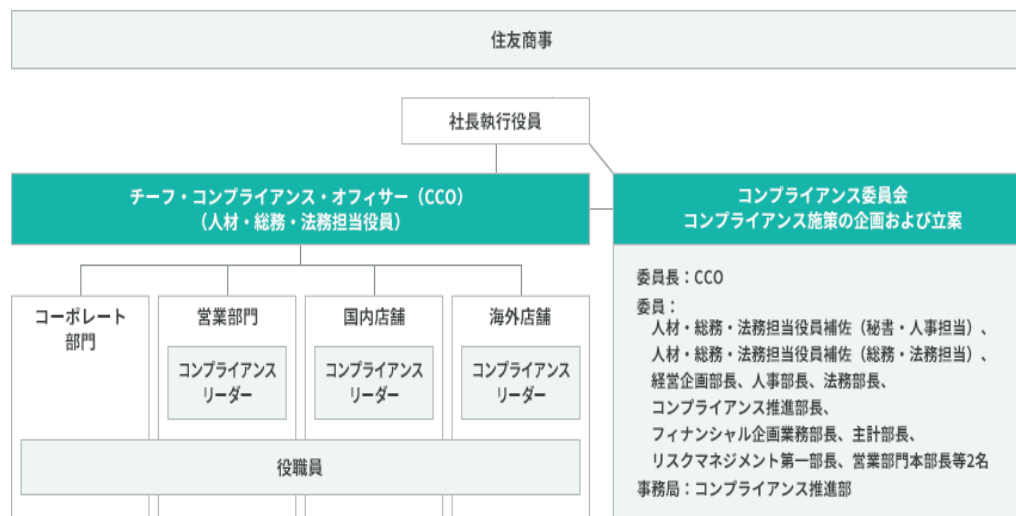 住友商事
社長執行役員
チーフ・コンプライアンス・オフィサー（CCO）
（人材・総務・法務担当役員）
コンプライアンス委員会
コンプライアンス施策の企画および立案
コーポレート
部門
営業部門
コンプライアンス
リーダー
国内店舗
コンプライアンス
リーダー
海外店舗
コンプライアンス
リーダー
役職員
委員長：CCO
委員：
人材・総務・法務担当役員補佐（秘書・人事担当）、
人材・総務・法務担当役員補佐（総務・法務担当）、
経営企画部長、人事部長、法務部長、
コンプライアンス推進部長、
フィナンシャル企画業務部長、主計部長、
リスクマネジメント第一部長、営業部門本部長等2名
事務局：コンプライアンス推進部